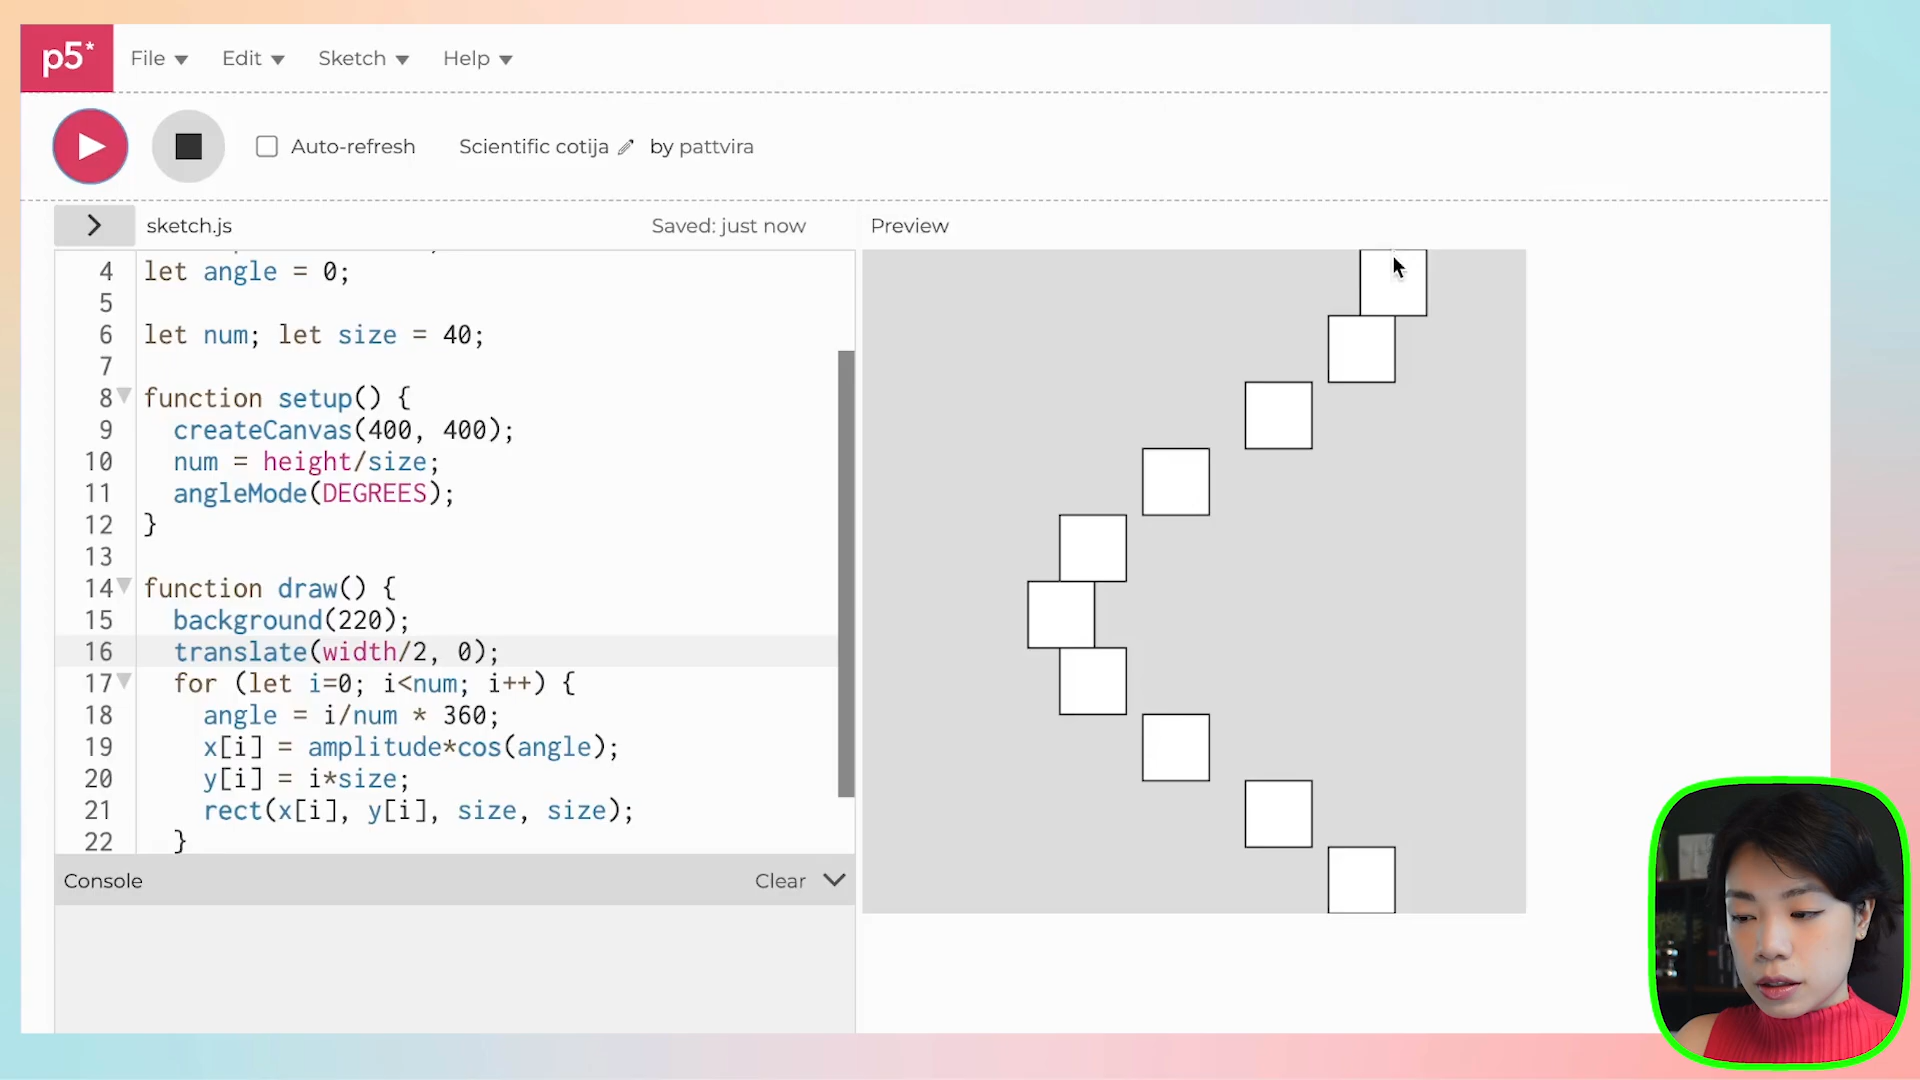 p5* File Edit Sketch Help
Auto-refresh Scientific cotija by pattvira
sketch.js Saved: just now Preview
4 let angle = 0;
5
6 let num; let size = 40;
7
8 function setup() {
9 createCanvas(400, 400);
10 num = height/size;
11 angleMode(DEGREES);
12 }
13
14 function draw() {
15 background(220);
16 translate(width/2, 0);
17 for (let i=0; i<num; i++) {
18 angle = i/num * 360;
19 x[i] = amplitude*cos(angle);
20 y[i] = i*size;
21 rect(x[i], y[i], size, size);
22 }
Console Clear